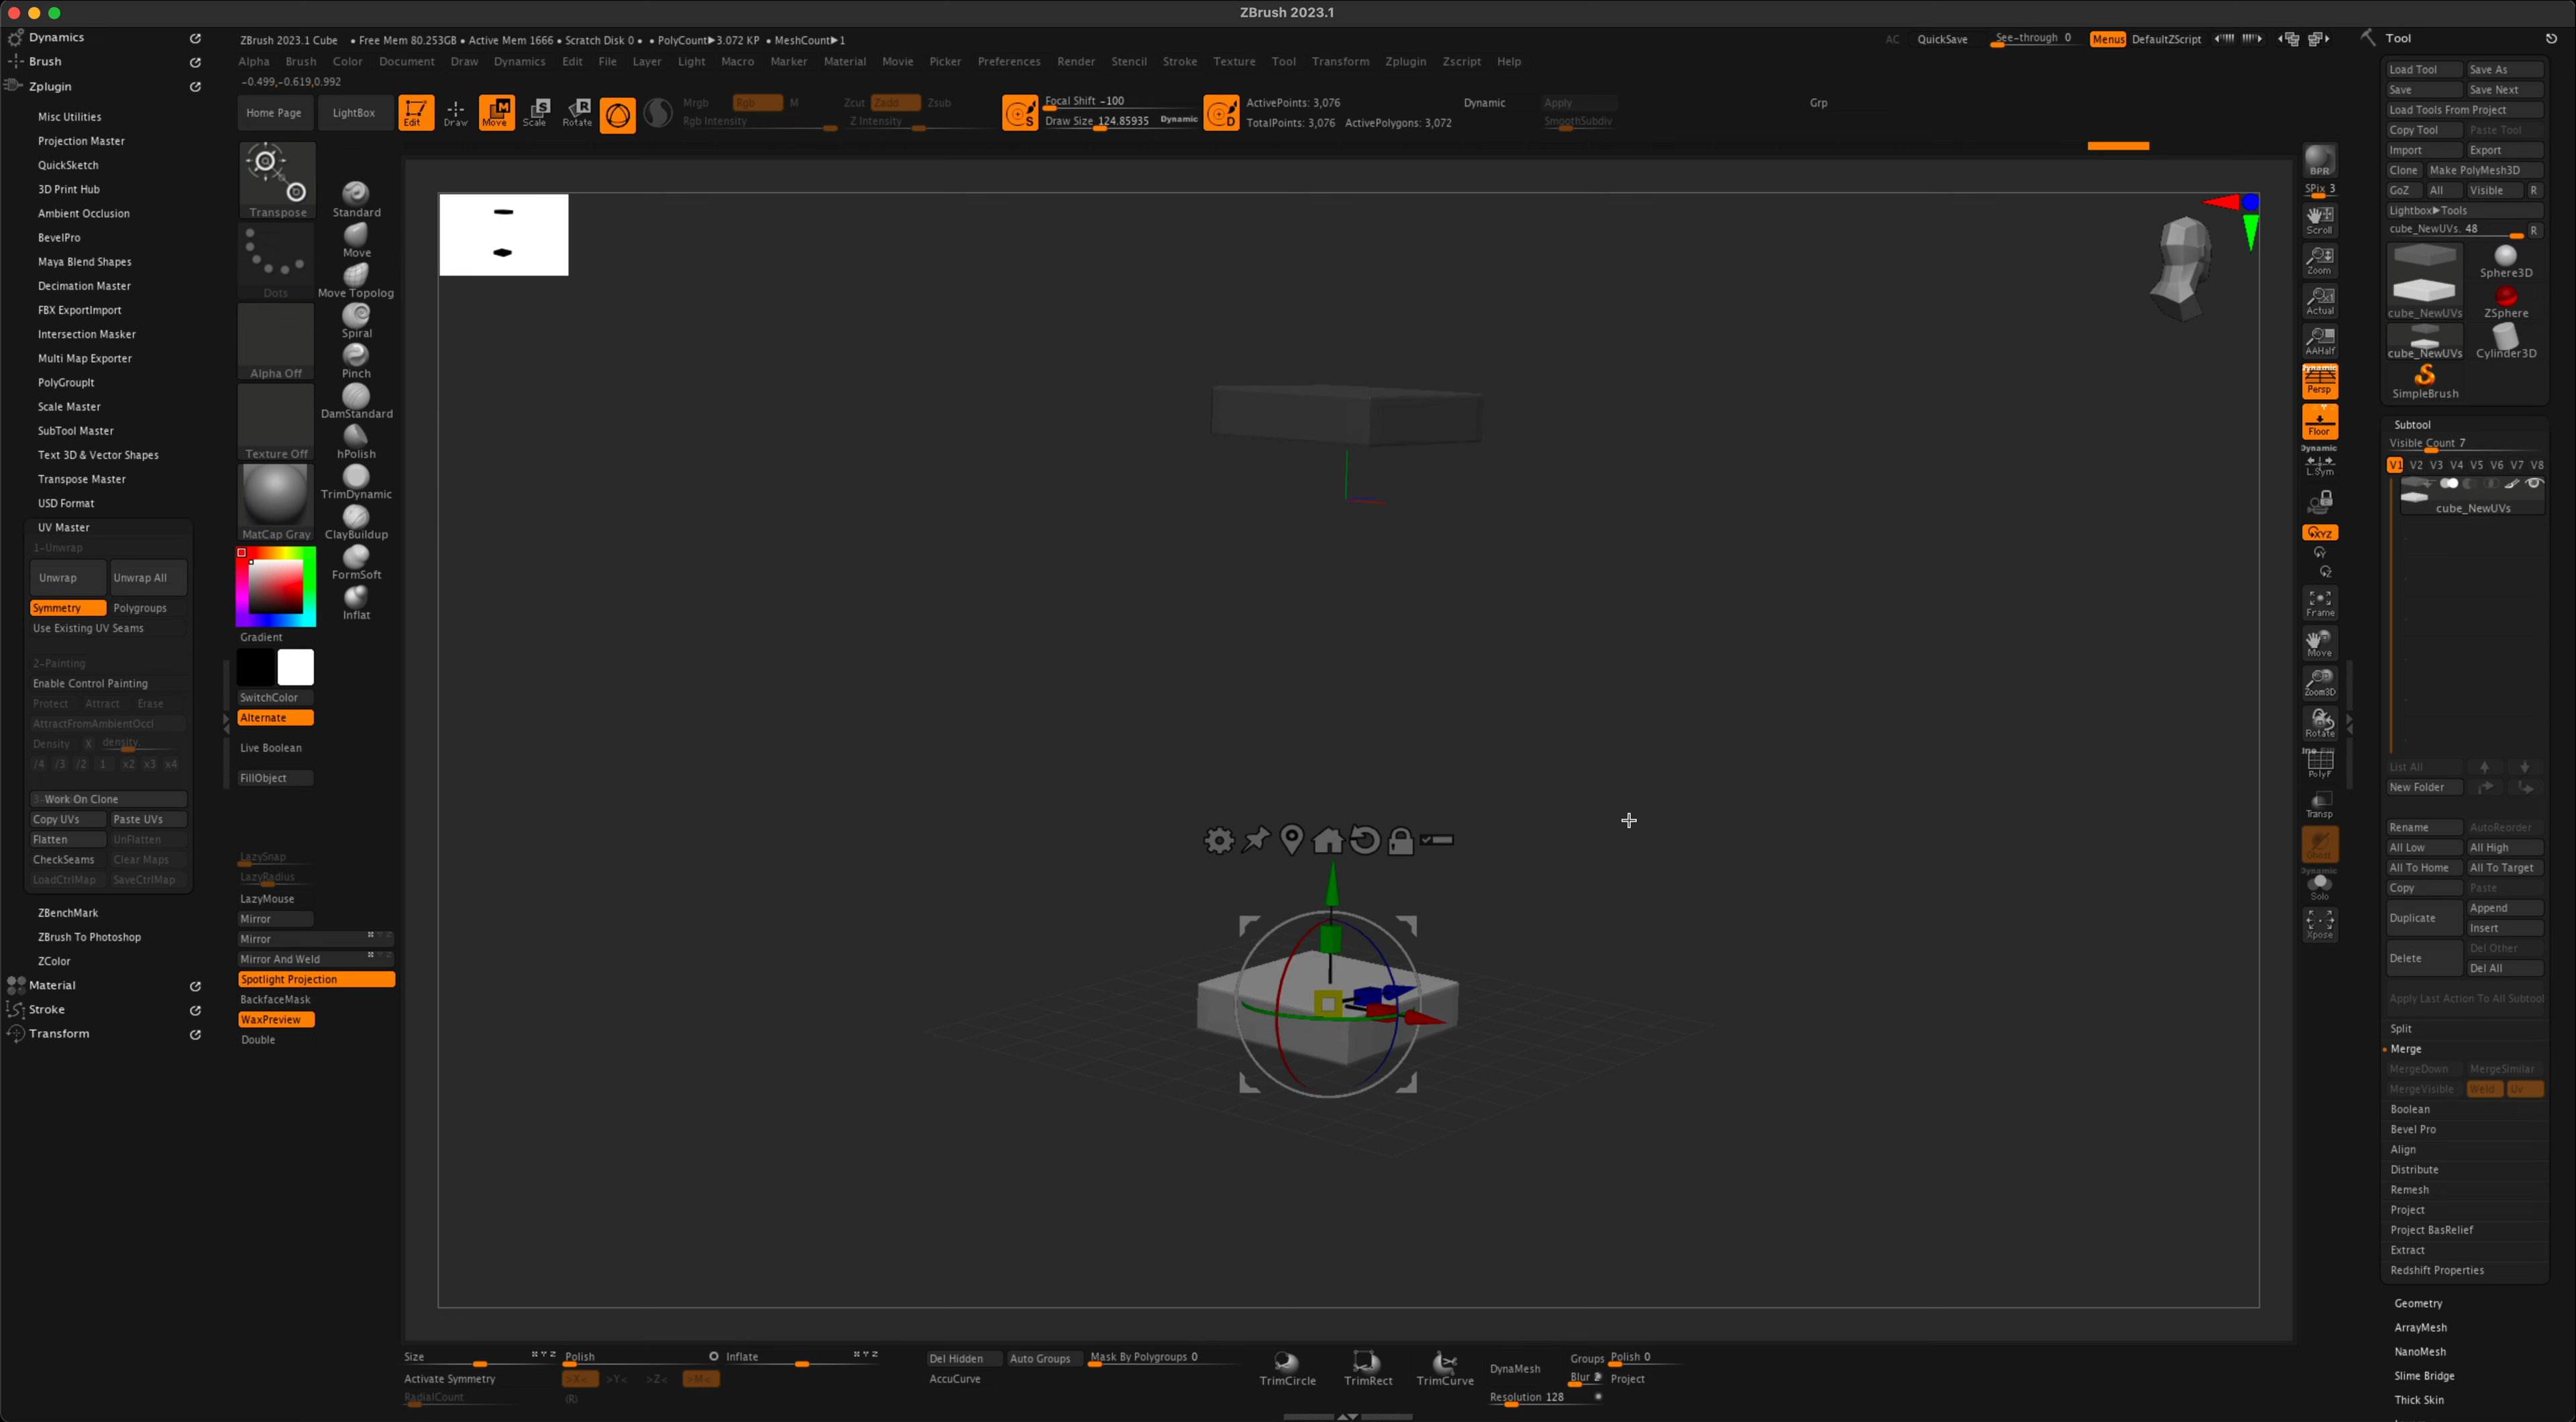 ZBrush 2023.1
Dynamics
Brush
Zplugin
Misc Utilities
Projection Master
QuickSketch
3D Print Hub
Ambient Occlusion
BevelPro
Maya Blend Shapes
Decimation Master
FBX ExportImport
Intersection Masker
Multi Map Exporter
PolyGroupIt
Scale Master
SubTool Master
Text 3D & Vector Shapes
Transpose Master
USD Format
UV Master
1-Unwrap
Unwrap Unwrap All
Symmetry Polygroups
Use Existing UV Seams
2-Painting
Enable Control Painting
Protect Attract Erase
AttractFromAmbientOccl
Density X density
/4 /3 /2 1 x2 x3 x4
3- Work On Clone
Copy UVs Paste UVs
Flatten UnFlatten
CheckSeams Clear Maps
LoadCtrlMap SaveCtrlMap
ZBenchMark
ZBrush To Photoshop
ZColor
Material
Stroke
Transform
ZBrush 2023.1 Cube • Free Mem 80.253GB • Active Mem 1666 • Scratch Disk 0 • • PolyCount▶3.072 KP • MeshCount▶1
AC QuickSave See-through 0 Menus DefaultZScript
Alpha Brush Color Document Draw Dynamics Edit File Layer Light Macro Marker Material Movie Picker Preferences Render Stencil Stroke Texture Tool Transform Zplugin Zscript Help
-0.499,-0.619,0.992
Home Page LightBox Edit Draw Move Scale Rotate
Mrgb Rgb M
Rgb Intensity
Zcut Zadd Zsub
Z Intensity
S
Focal Shift -100
Draw Size 124.85935 Dynamic
D
ActivePoints: 3,076
TotalPoints: 3,076 ActivePolygons: 3,072
Dynamic Apply
SmoothSubdiv
Grp
Transpose
Dots
Alpha Off
Texture Off
MatCap Gray
Gradient
SwitchColor
Alternate
Live Boolean
FillObject
LazySnap
LazyRadius
LazyMouse
Mirror
Mirror
Mirror And Weld
Spotlight Projection
BackfaceMask
WaxPreview
Double
Standard
Move
Move Topolog
Spiral
Pinch
DamStandard
hPolish
TrimDynamic
ClayBuildup
FormSoft
Inflat
BPR
SPix 3
Scroll
Zoom
Actual
AAHalf
Dynamic
Persp
Floor
Dynamic
L.Sym
XYZ
Y
Z
Frame
Move
Zoom3D
Rotate
PolyF
Transp
Ghost
Dynamic
Solo
Xpose
Tool
Load Tool Save As
Save Save Next
Load Tools From Project
Copy Tool Paste Tool
Import Export
Clone Make PolyMesh3D
GoZ All Visible R
Lightbox▶Tools
cube_NewUVs. 48 R
cube_NewUVs Sphere3D
ZSphere
cube_NewUVs Cylinder3D
SimpleBrush
Subtool
Visible Count 7
V1 V2 V3 V4 V5 V6 V7 V8
cube_NewUVs
List All
New Folder
Rename AutoReorder
All Low All High
All To Home All To Target
Copy Paste
Duplicate Append
Insert
Delete Del Other
Del All
Apply Last Action To All Subtool
Split
Merge
MergeDown MergeSimilar
MergeVisible Weld Uv
Boolean
Bevel Pro
Align
Distribute
Remesh
Project
Project BasRelief
Extract
Redshift Properties
Geometry
ArrayMesh
NanoMesh
Slime Bridge
Thick Skin
Size X Y Z Polish Inflate X Y Z
Activate Symmetry >X< >Y< >Z< >M<
RadialCount (R)
Del Hidden Auto Groups Mask By Polygroups 0
AccuCurve
TrimCircle TrimRect TrimCurve
DynaMesh Groups Polish 0
Blur 2 Project
Resolution 128